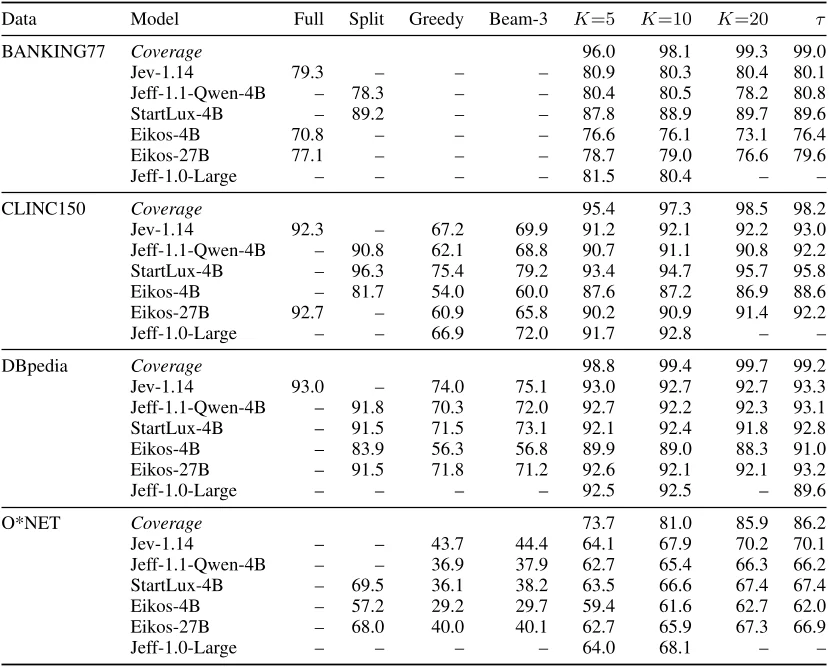 Data Model Full Split Greedy Beam-3 K=5 K=10 K=20 τ
BANKING77 Coverage 96.0 98.1 99.3 99.0
Jev-1.14 79.3 – – – 80.9 80.3 80.4 80.1
Jeff-1.1-Qwen-4B – 78.3 – – 80.4 80.5 78.2 80.8
StartLux-4B – 89.2 – – 87.8 88.9 89.7 89.6
Eikos-4B 70.8 – – – 76.6 76.1 73.1 76.4
Eikos-27B 77.1 – – – 78.7 79.0 76.6 79.6
Jeff-1.0-Large – – – – 81.5 80.4 – –
CLINC150 Coverage 95.4 97.3 98.5 98.2
Jev-1.14 92.3 – 67.2 69.9 91.2 92.1 92.2 93.0
Jeff-1.1-Qwen-4B – 90.8 62.1 68.8 90.7 91.1 90.8 92.2
StartLux-4B – 96.3 75.4 79.2 93.4 94.7 95.7 95.8
Eikos-4B – 81.7 54.0 60.0 87.6 87.2 86.9 88.6
Eikos-27B 92.7 – 60.9 65.8 90.2 90.9 91.4 92.2
Jeff-1.0-Large – – 66.9 72.0 91.7 92.8 – –
DBpedia Coverage 98.8 99.4 99.7 99.2
Jev-1.14 93.0 – 74.0 75.1 93.0 92.7 92.7 93.3
Jeff-1.1-Qwen-4B – 91.8 70.3 72.0 92.7 92.2 92.3 93.1
StartLux-4B – 91.5 71.5 73.1 92.1 92.4 91.8 92.8
Eikos-4B – 83.9 56.3 56.8 89.9 89.0 88.3 91.0
Eikos-27B – 91.5 71.8 71.2 92.6 92.1 92.1 93.2
Jeff-1.0-Large – – – – 92.5 92.5 – 89.6
O*NET Coverage 73.7 81.0 85.9 86.2
Jev-1.14 – – 43.7 44.4 64.1 67.9 70.2 70.1
Jeff-1.1-Qwen-4B – – 36.9 37.9 62.7 65.4 66.3 66.2
StartLux-4B – 69.5 36.1 38.2 63.5 66.6 67.4 67.4
Eikos-4B – 57.2 29.2 29.7 59.4 61.6 62.7 62.0
Eikos-27B – 68.0 40.0 40.1 62.7 65.9 67.3 66.9
Jeff-1.0-Large – – – – 64.0 68.1 – –